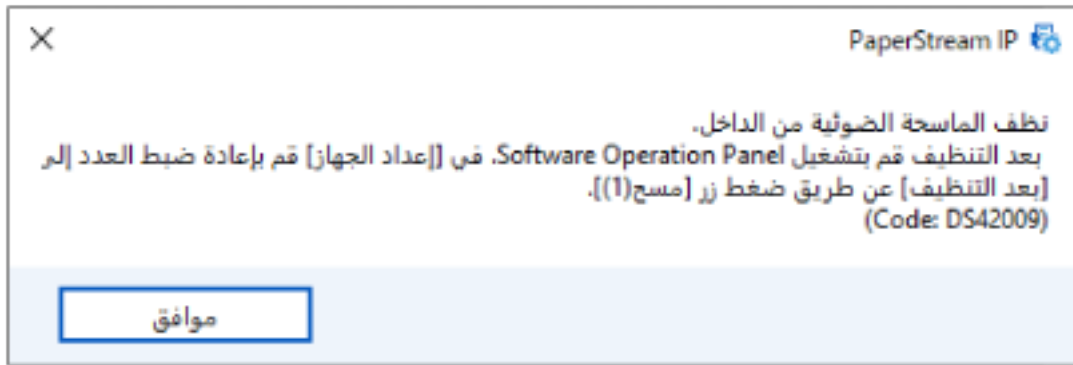 PaperStream IP
نظف الماسحة الضوئية من الداخل.
بعد التنظيف قم بتشغيل Software Operation Panel، في [إعداد الجهاز] قم بإعادة ضبط العدد إلى
[بعد التنظيف] عن طريق ضغط زر [مسح(1)].
(Code: DS42009)
موافق